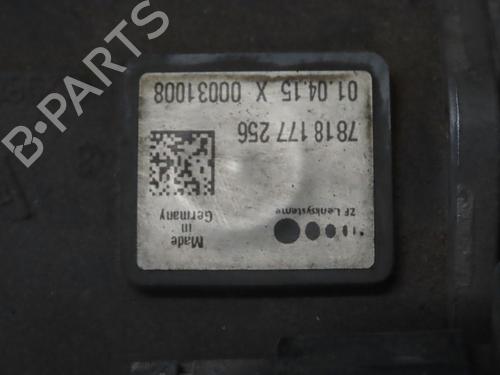 B-PARTS
ZF Lenksysteme
Made
in
Germany
7818 177 256
01.04.15 X 00031008